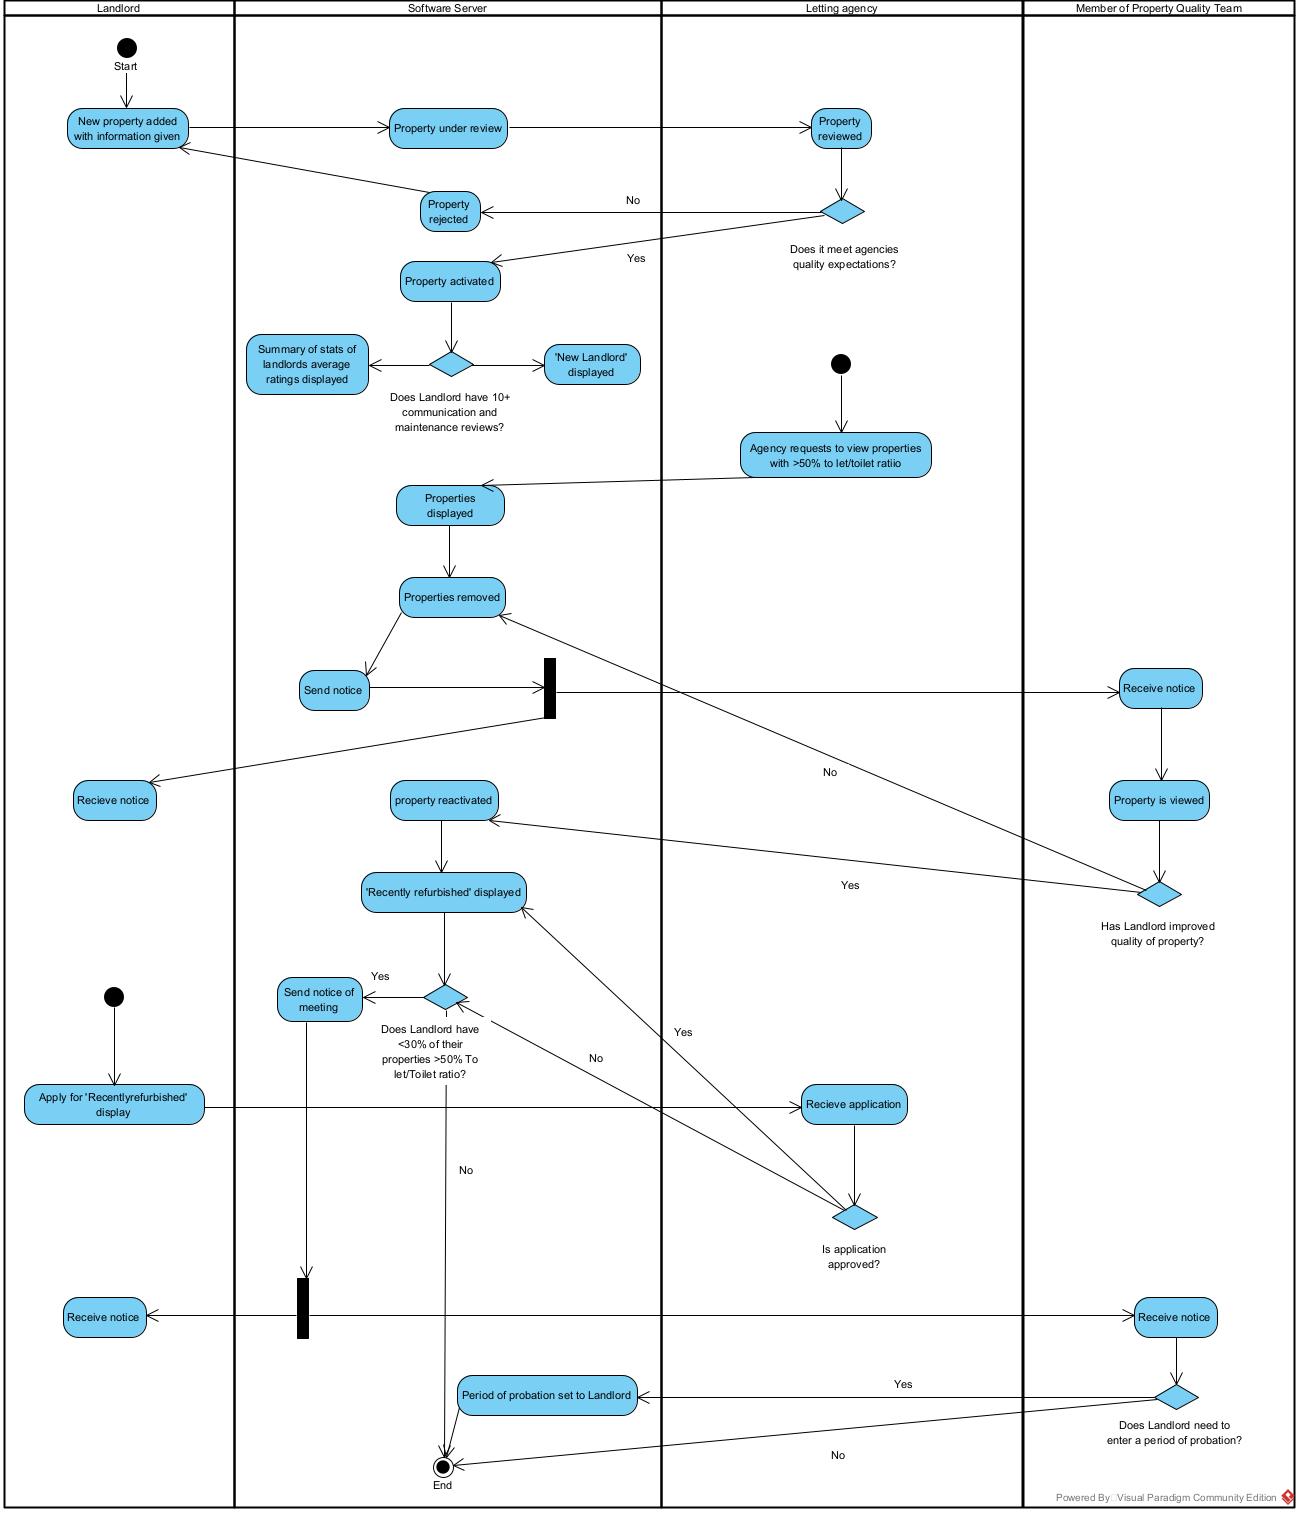 Landlord
Software Server
Letting agency
Member of Property Quality Team
Start
New property added
with information given
Property under review
Property
reviewed
Property
rejected
No
Does it meet agencies
quality expectations?
Yes
Property activated
Summary of stats of
landlords average
ratings displayed
'New Landlord'
displayed
Does Landlord have 10+
communication and
maintenance reviews?
Agency requests to view properties
with >50% to let/toilet ratiio
Properties
displayed
Properties removed
Send notice
Receive notice
No
Recieve notice
property reactivated
Property is viewed
Yes
'Recently refurbished' displayed
Has Landlord improved
quality of property?
Yes
Send notice of
meeting
Does Landlord have
<30% of their
properties >50% To
let/Toilet ratio?
Yes
No
Apply for 'Recentlyrefurbished'
display
Recieve application
No
Is application
approved?
Receive notice
Receive notice
Yes
Period of probation set to Landlord
Does Landlord need to
enter a period of probation?
No
End
Powered By Visual Paradigm Community Edition